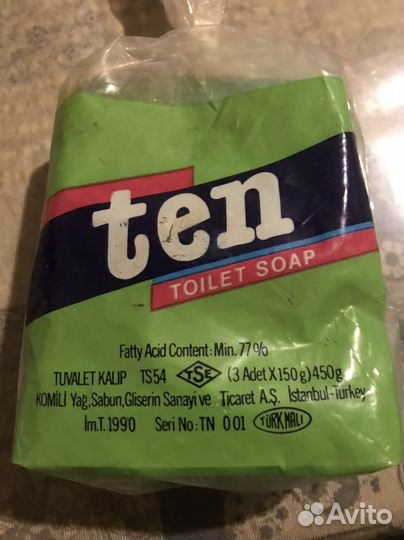 ten
TOILET SOAP
Fatty Acid Content: Min. 77%
TUVALET KALIP TS54 TSE (3 Adet X 150 g) 450g
KOMİLİ Yağ,Sabun,Gliserin Sanayi ve Ticaret A.Ş. İstanbul-Turkey
İm.T.1990 Seri No: TN 001 TÜRK MALI
Avito